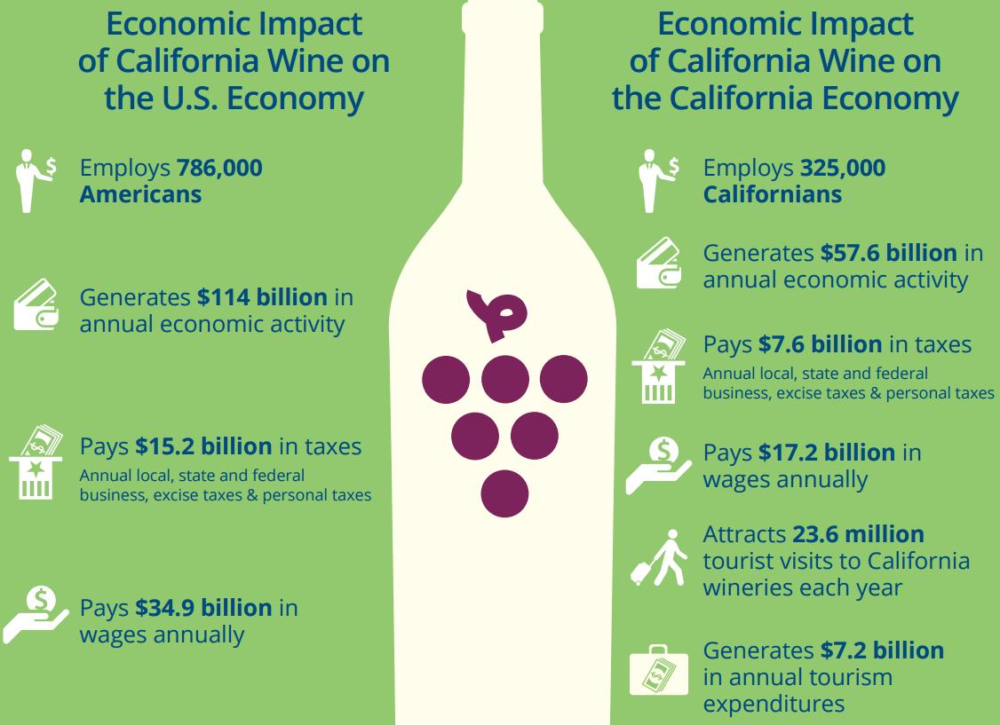 Economic Impact
of California Wine on
the U.S. Economy
Employs 786,000
Americans
Generates $114 billion in
annual economic activity
Pays $15.2 billion in taxes
Annual local, state and federal
business, excise taxes & personal taxes
Pays $34.9 billion in
wages annually
Economic Impact
of California Wine on
the California Economy
Employs 325,000
Californians
Generates $57.6 billion in
annual economic activity
Pays $7.6 billion in taxes
Annual local, state and federal
business, excise taxes & personal taxes
Pays $17.2 billion in
wages annually
Attracts 23.6 million
tourist visits to California
wineries each year
Generates $7.2 billion
in annual tourism
expenditures